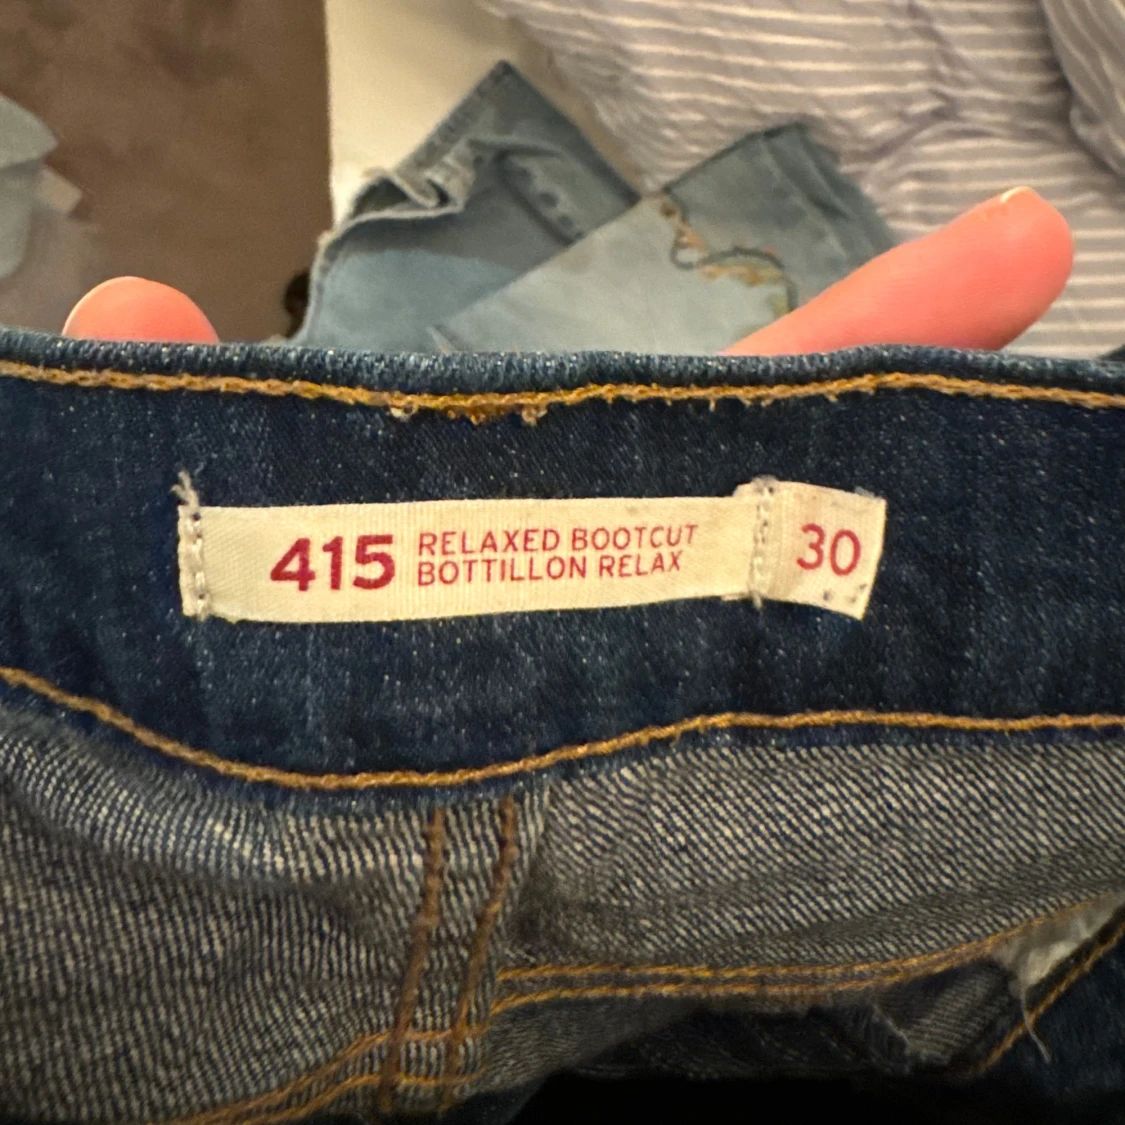 415
RELAXED BOOTCUT
BOTTILLON RELAX
30